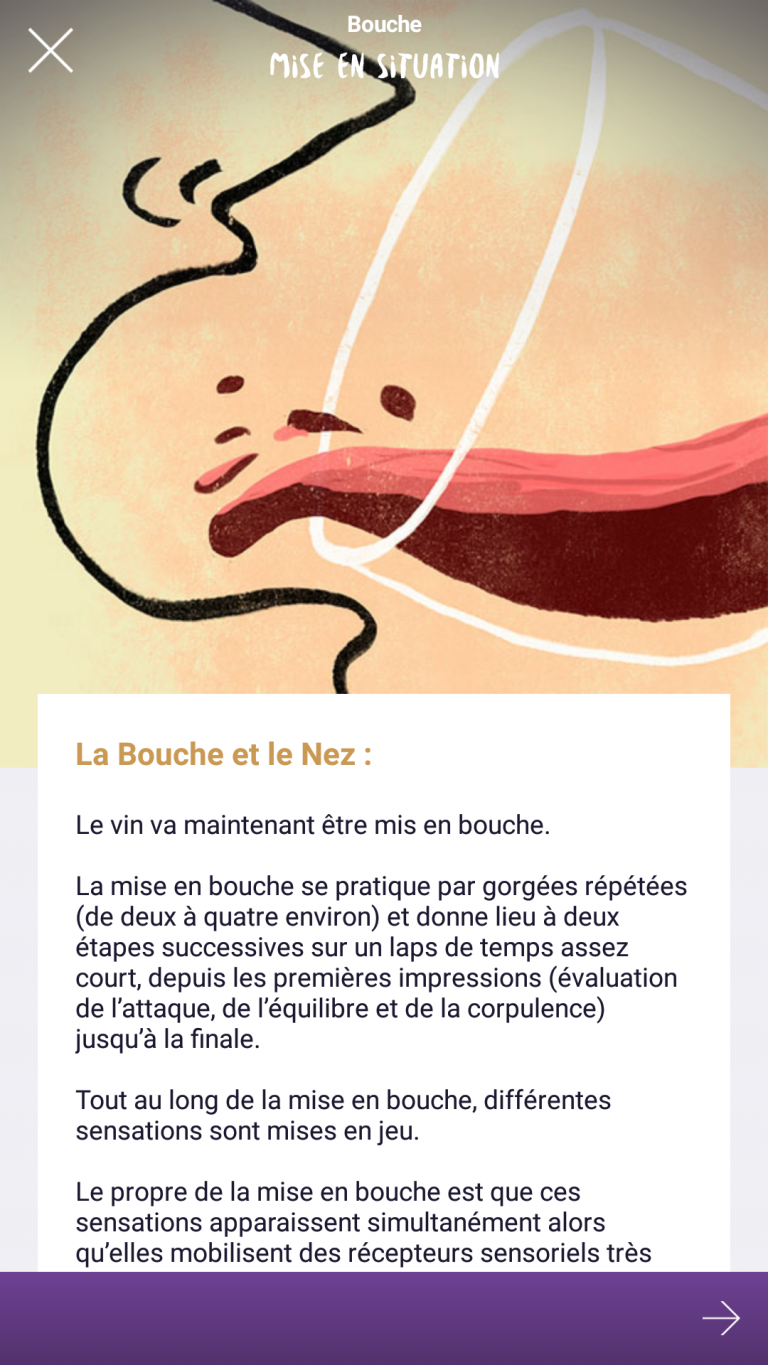 Bouche
MiSE EN SiTUATiON
La Bouche et le Nez :
Le vin va maintenant être mis en bouche.
La mise en bouche se pratique par gorgées répétées
(de deux à quatre environ) et donne lieu à deux
étapes successives sur un laps de temps assez
court, depuis les premières impressions (évaluation
de l’attaque, de l’équilibre et de la corpulence)
jusqu’à la finale.
Tout au long de la mise en bouche, différentes
sensations sont mises en jeu.
Le propre de la mise en bouche est que ces
sensations apparaissent simultanément alors
qu’elles mobilisent des récepteurs sensoriels très